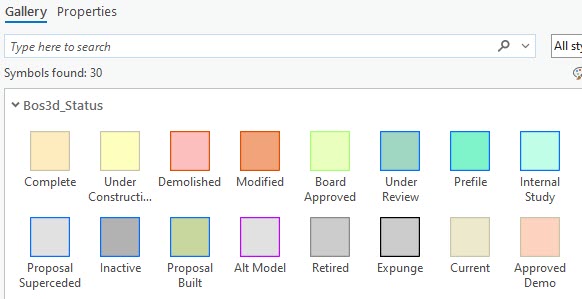 Gallery Properties
Type here to search
All sty
Symbols found: 30
Bos3d_Status
Complete
Under
Constructi...
Demolished
Modified
Board
Approved
Under
Review
Prefile
Internal
Study
Proposal
Superceded
Inactive
Proposal
Built
Alt Model
Retired
Expunge
Current
Approved
Demo